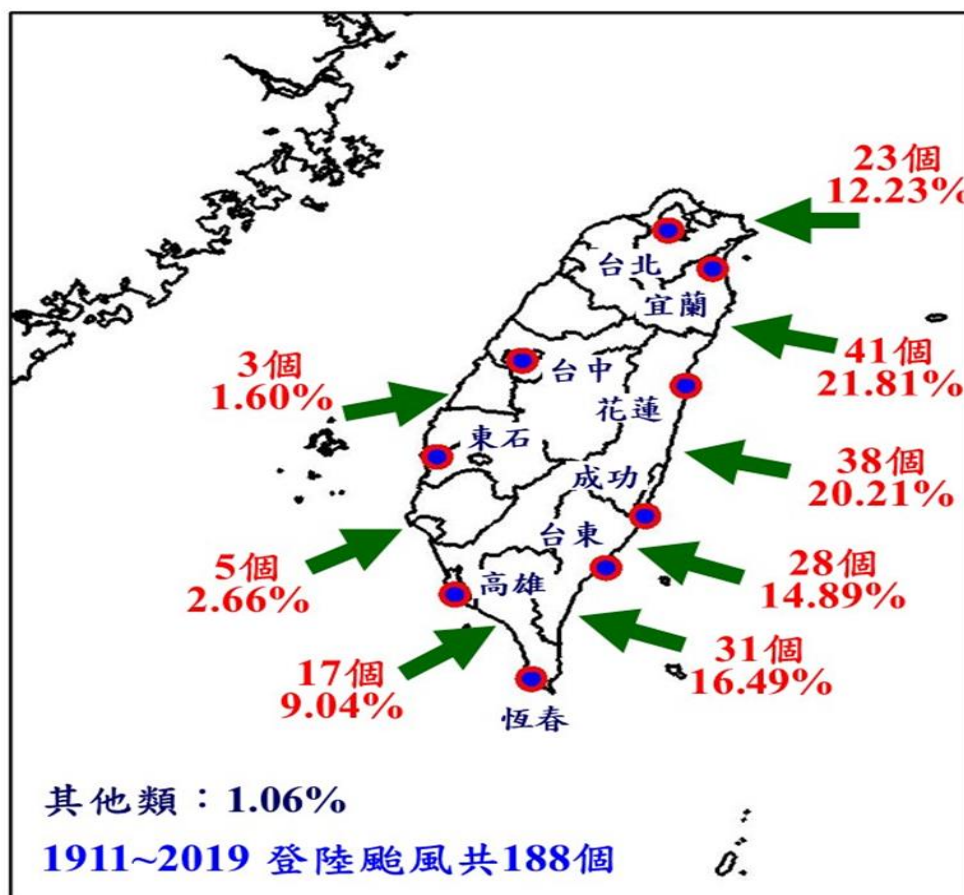 23個
12.23%
台北
宜蘭
3個
1.60%
台中
41個
21.81%
花蓮
東石
成功
38個
20.21%
台東
5個
2.66%
高雄
28個
14.89%
17個
9.04%
31個
16.49%
恆春
其他類：1.06%
1911~2019 登陸颱風共188個